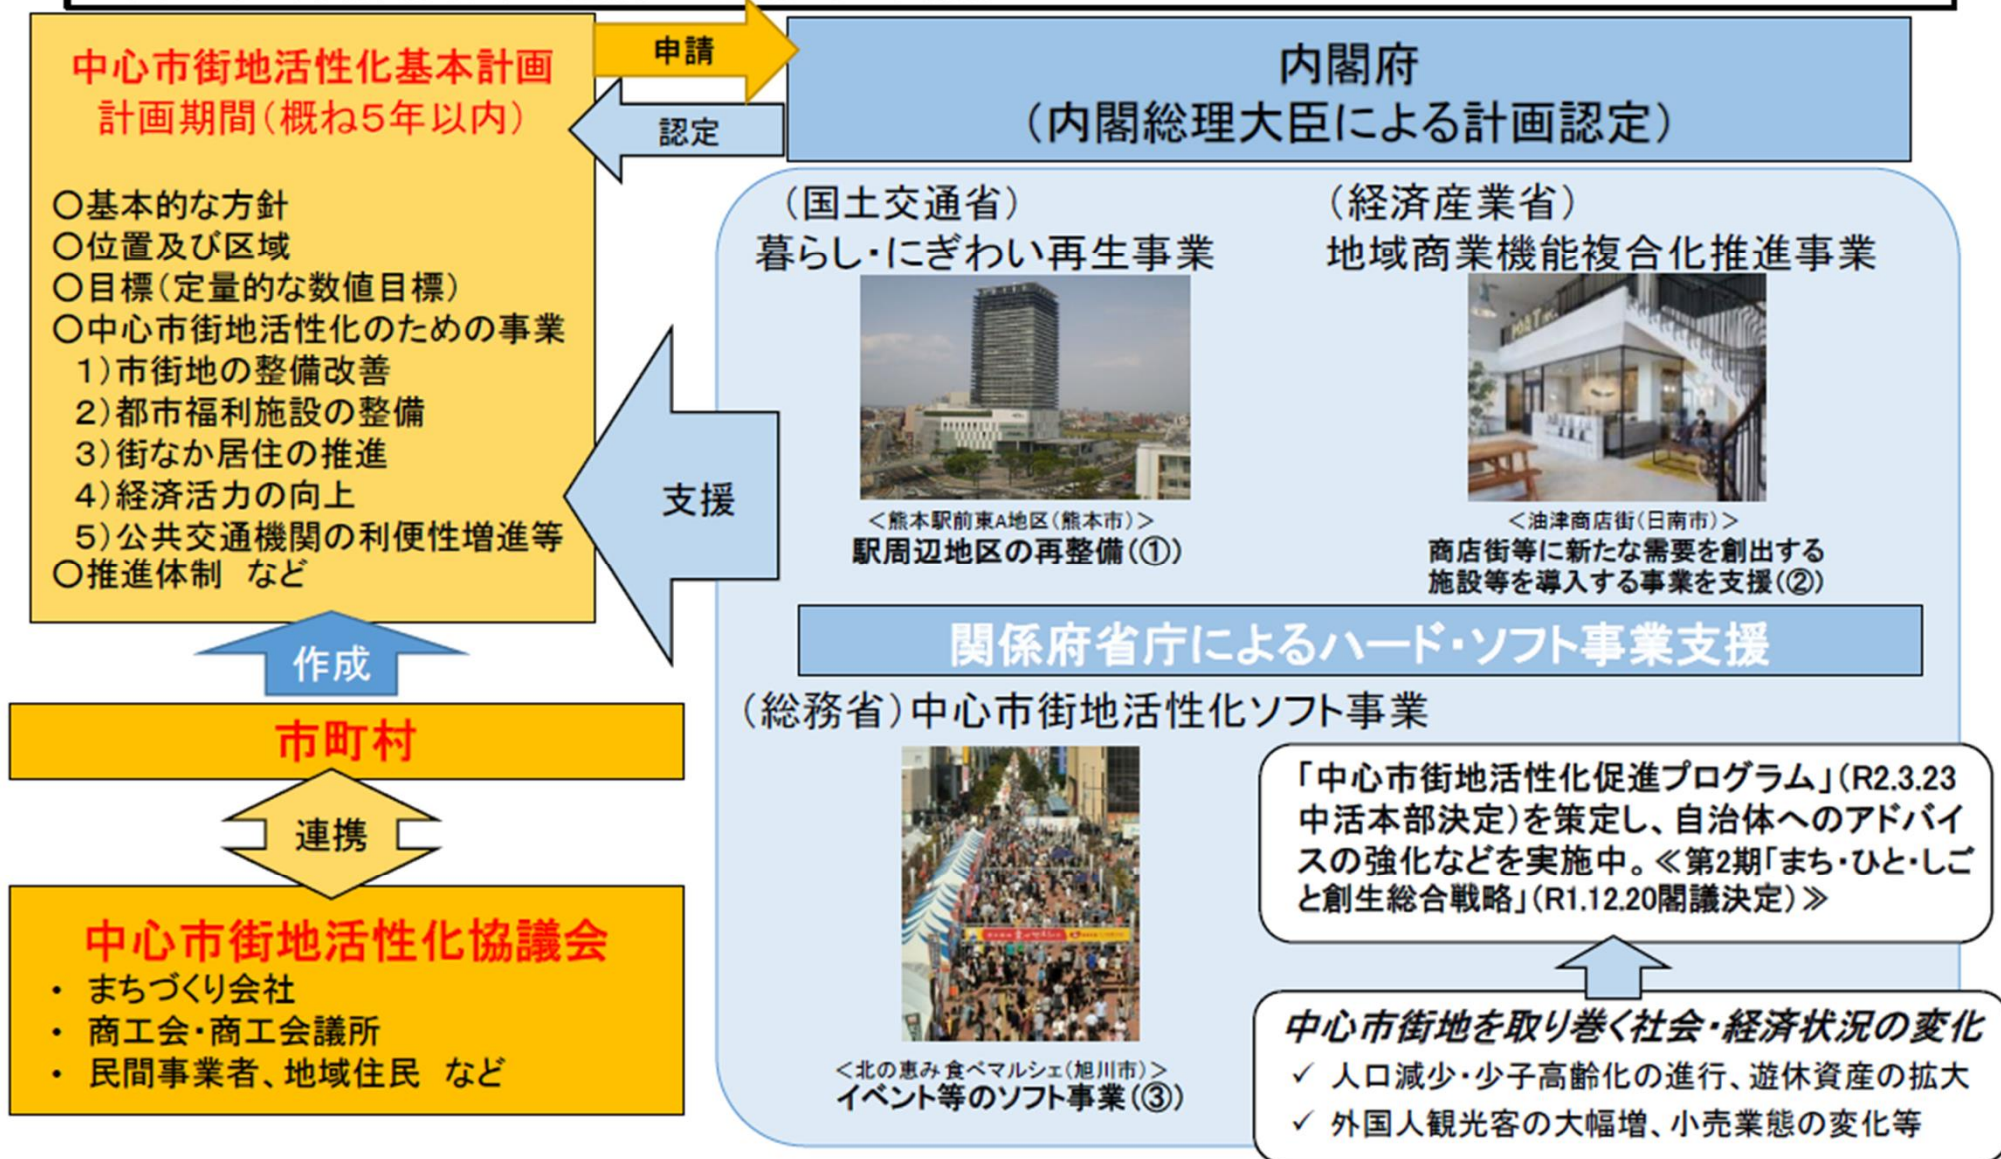 中心市街地活性化基本計画
計画期間(概ね5年以内)
〇基本的な方針
〇位置及び区域
〇目標(定量的な数値目標)
〇中心市街地活性化のための事業
1)市街地の整備改善
2)都市福利施設の整備
3)街なか居住の推進
4)経済活力の向上
5)公共交通機関の利便性増進等
〇推進体制 など
申請
認定
内閣府
(内閣総理大臣による計画認定)
支援
(国土交通省)
暮らし・にぎわい再生事業
<熊本駅前東A地区(熊本市)>
駅周辺地区の再整備(①)
(経済産業省)
地域商業機能複合化推進事業
<油津商店街(日南市)>
商店街等に新たな需要を創出する
施設等を導入する事業を支援(②)
関係府省庁によるハード・ソフト事業支援
(総務省)中心市街地活性化ソフト事業
<北の恵み食べマルシェ(旭川市)>
イベント等のソフト事業(③)
「中心市街地活性化促進プログラム」(R2.3.23
中活本部決定)を策定し、自治体へのアドバイ
スの強化などを実施中。≪第2期「まち・ひと・しご
と創生総合戦略」(R1.12.20閣議決定)≫
中心市街地を取り巻く社会・経済状況の変化
✓ 人口減少・少子高齢化の進行、遊休資産の拡大
✓ 外国人観光客の大幅増、小売業態の変化等
作成
市町村
連携
中心市街地活性化協議会
・ まちづくり会社
・ 商工会・商工会議所
・ 民間事業者、地域住民 など